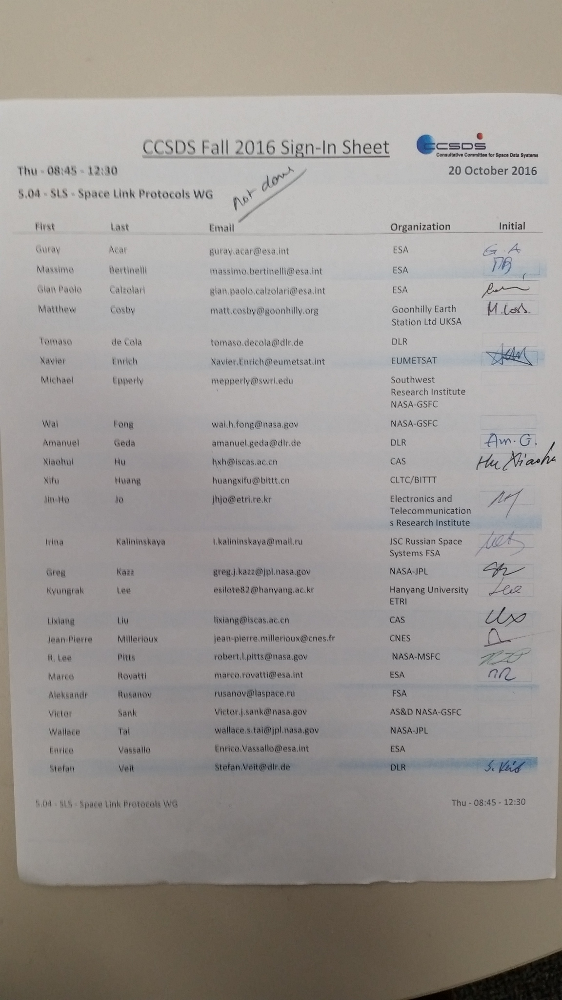 CCSDS Fall 2016 Sign-In Sheet
CCSDS
Consultative Committee for Space Data Systems
Thu - 08:45 - 12:30
20 October 2016
5.04 - SLS - Space Link Protocols WG
not done
First Last Email Organization Initial
Guray Acar guray.acar@esa.int ESA G.A
Massimo Bertinelli massimo.bertinelli@esa.int ESA
Gian Paolo Calzolari gian.paolo.calzolari@esa.int ESA
Matthew Cosby matt.cosby@goonhilly.org Goonhilly Earth
Station Ltd UKSA
Tomaso de Cola tomaso.decola@dlr.de DLR
Xavier Enrich Xavier.Enrich@eumetsat.int EUMETSAT
Michael Epperly mepperly@swri.edu Southwest
Research Institute
NASA-GSFC
Wai Fong wai.h.fong@nasa.gov NASA-GSFC
Amanuel Geda amanuel.geda@dlr.de DLR Am.G.
Xiaohui Hu hxh@iscas.ac.cn CAS Hu
Xifu Huang huangxifu@bittt.cn CLTC/BITTT
Jin-Ho Jo jhjo@etri.re.kr Electronics and
Telecommunication
s Research Institute
Irina Kalininskaya I.kalininskaya@mail.ru JSC Russian Space
Systems FSA
Greg Kazz greg.j.kazz@jpl.nasa.gov NASA-JPL
Kyungrak Lee esilote82@hanyang.ac.kr Hanyang University Lee
ETRI
Lixiang Liu lixiang@iscas.ac.cn CAS
Jean-Pierre Millerioux jean-pierre.millerioux@cnes.fr CNES
R. Lee Pitts robert.l.pitts@nasa.gov NASA-MSFC
Marco Rovatti marco.rovatti@esa.int ESA
Aleksandr Rusanov rusanov@laspace.ru FSA
Victor Sank Victor.j.sank@nasa.gov AS&D NASA-GSFC
Wallace Tai wallace.s.tai@jpl.nasa.gov NASA-JPL
Enrico Vassallo Enrico.Vassallo@esa.int ESA
Stefan Veit Stefan.Veit@dlr.de DLR S. Veit
5.04 - SLS - Space Link Protocols WG
Thu - 08:45 - 12:30